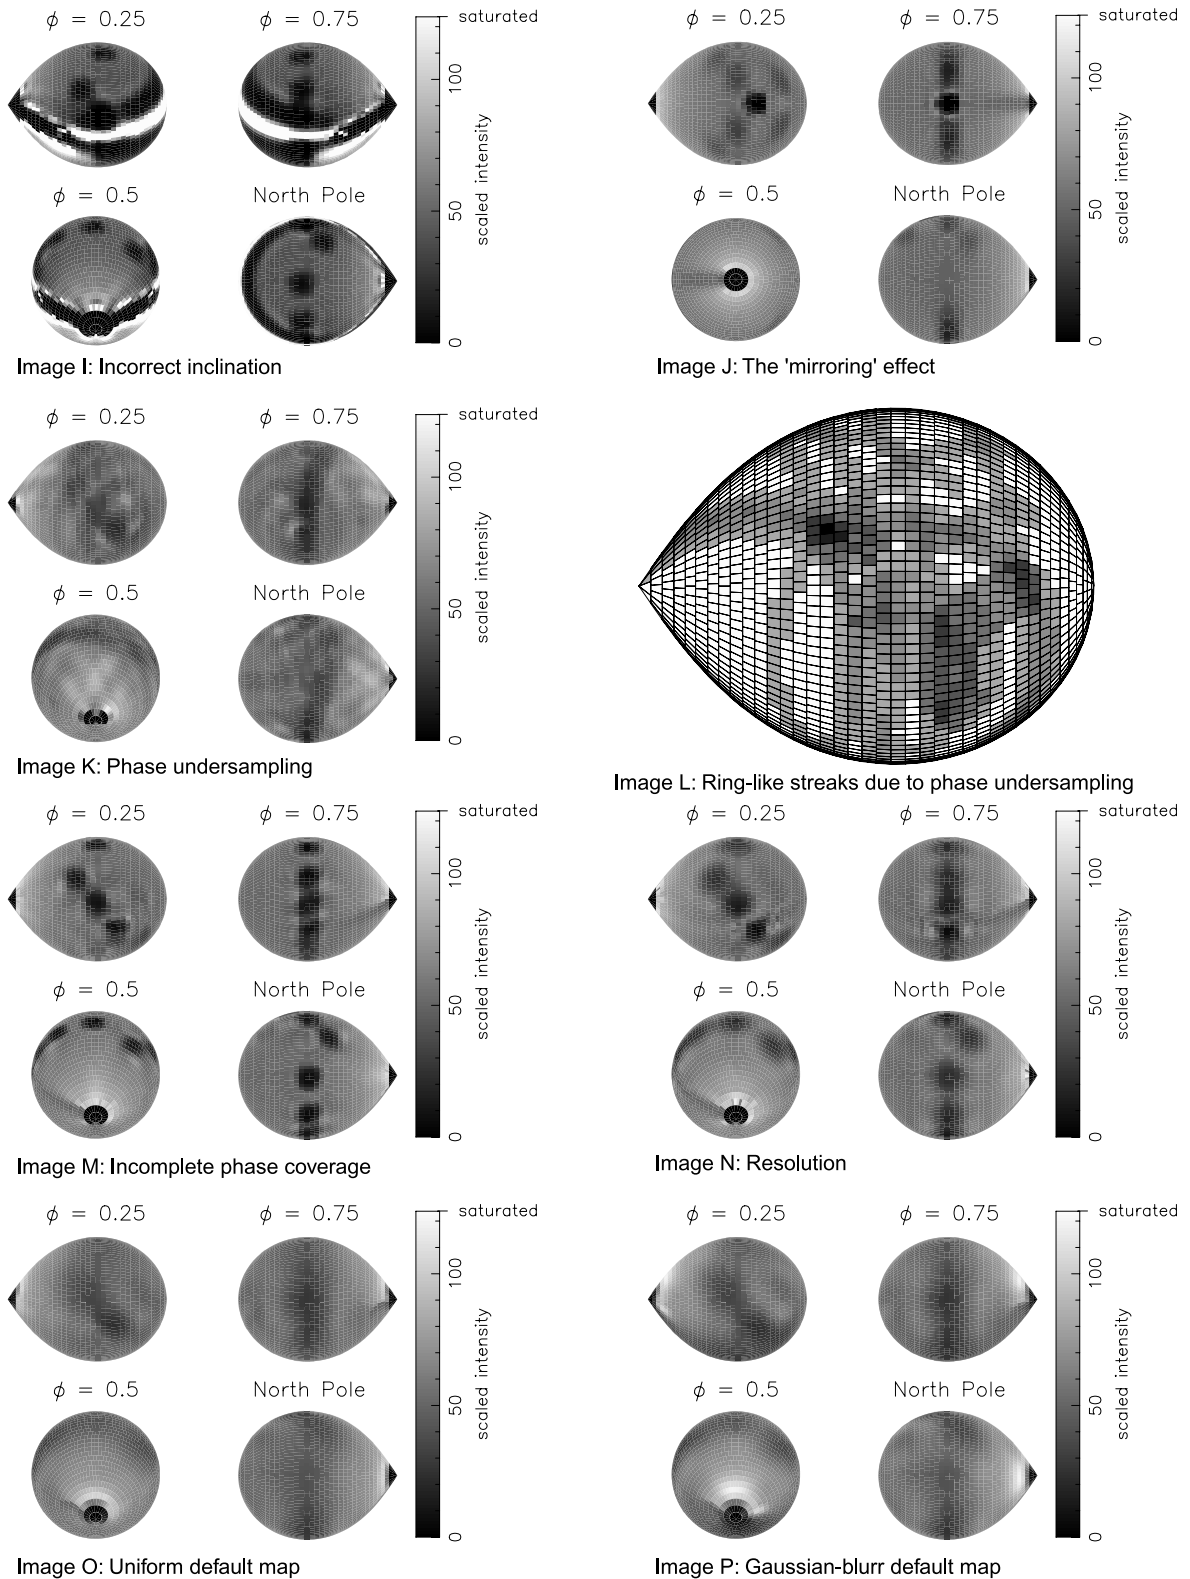 ϕ = 0.25
ϕ = 0.75
saturated
100
50
0
scaled intensity
ϕ = 0.5
North Pole
Image I: Incorrect inclination
ϕ = 0.25
ϕ = 0.75
saturated
100
50
0
scaled intensity
ϕ = 0.5
North Pole
Image J: The 'mirroring' effect
ϕ = 0.25
ϕ = 0.75
saturated
100
50
0
scaled intensity
ϕ = 0.5
North Pole
Image K: Phase undersampling
Image L: Ring-like streaks due to phase undersampling
ϕ = 0.25
ϕ = 0.75
saturated
100
50
0
scaled intensity
ϕ = 0.5
North Pole
Image M: Incomplete phase coverage
ϕ = 0.25
ϕ = 0.75
saturated
100
50
0
scaled intensity
ϕ = 0.5
North Pole
Image N: Resolution
ϕ = 0.25
ϕ = 0.75
saturated
100
50
0
scaled intensity
ϕ = 0.5
North Pole
Image O: Uniform default map
ϕ = 0.25
ϕ = 0.75
saturated
100
50
0
scaled intensity
ϕ = 0.5
North Pole
Image P: Gaussian-blurr default map